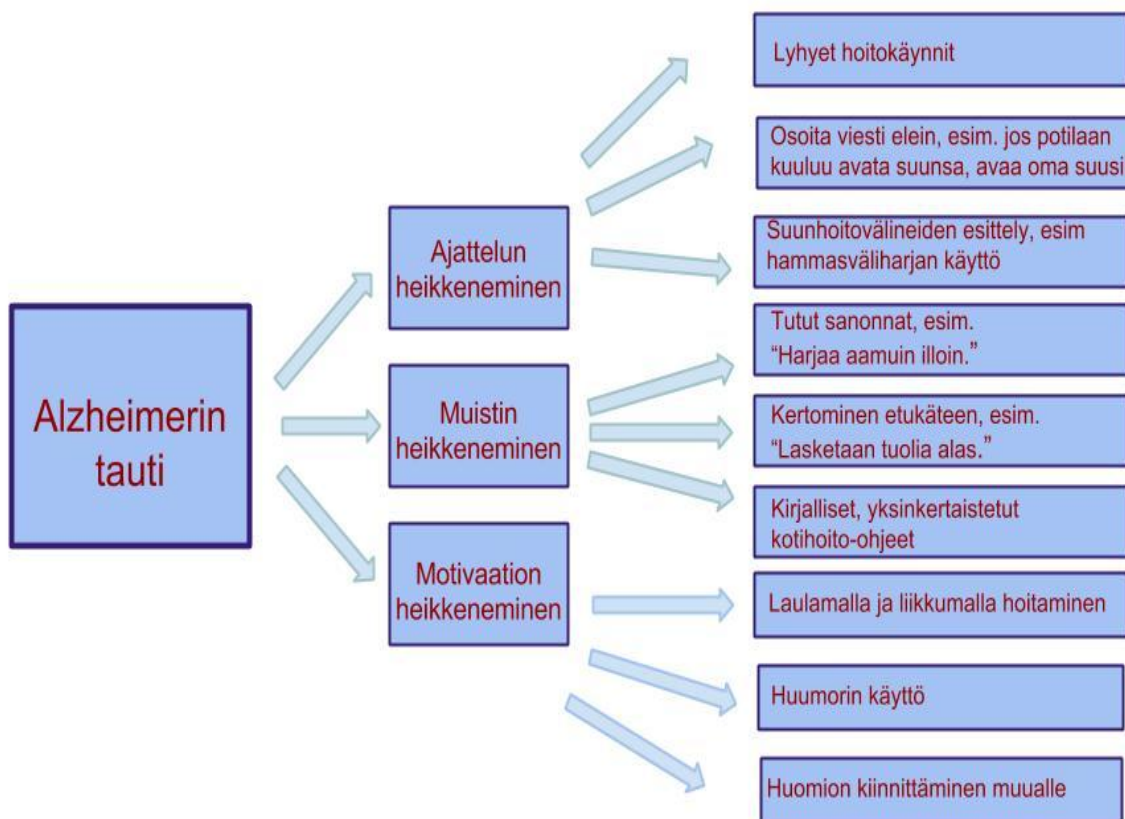 Alzheimerin
tauti
Ajattelun
heikkeneminen
Muistin
heikkeneminen
Motivaation
heikkeneminen
Lyhyet hoitokäynnit
Osoita viesti elein, esim. jos potilaan
kuuluu avata suunsa, avaa oma suusi
Suunhoitovälineiden esittely, esim
hammasväliharjan käyttö
Tutut sanonnat, esim.
“Harjaa aamuin illoin.”
Kertominen etukäteen, esim.
“Lasketaan tuolia alas.”
Kirjalliset, yksinkertaistetut
kotihoito-ohjeet
Laulamalla ja liikkumalla hoitaminen
Huumorin käyttö
Huomion kiinnittäminen muualle